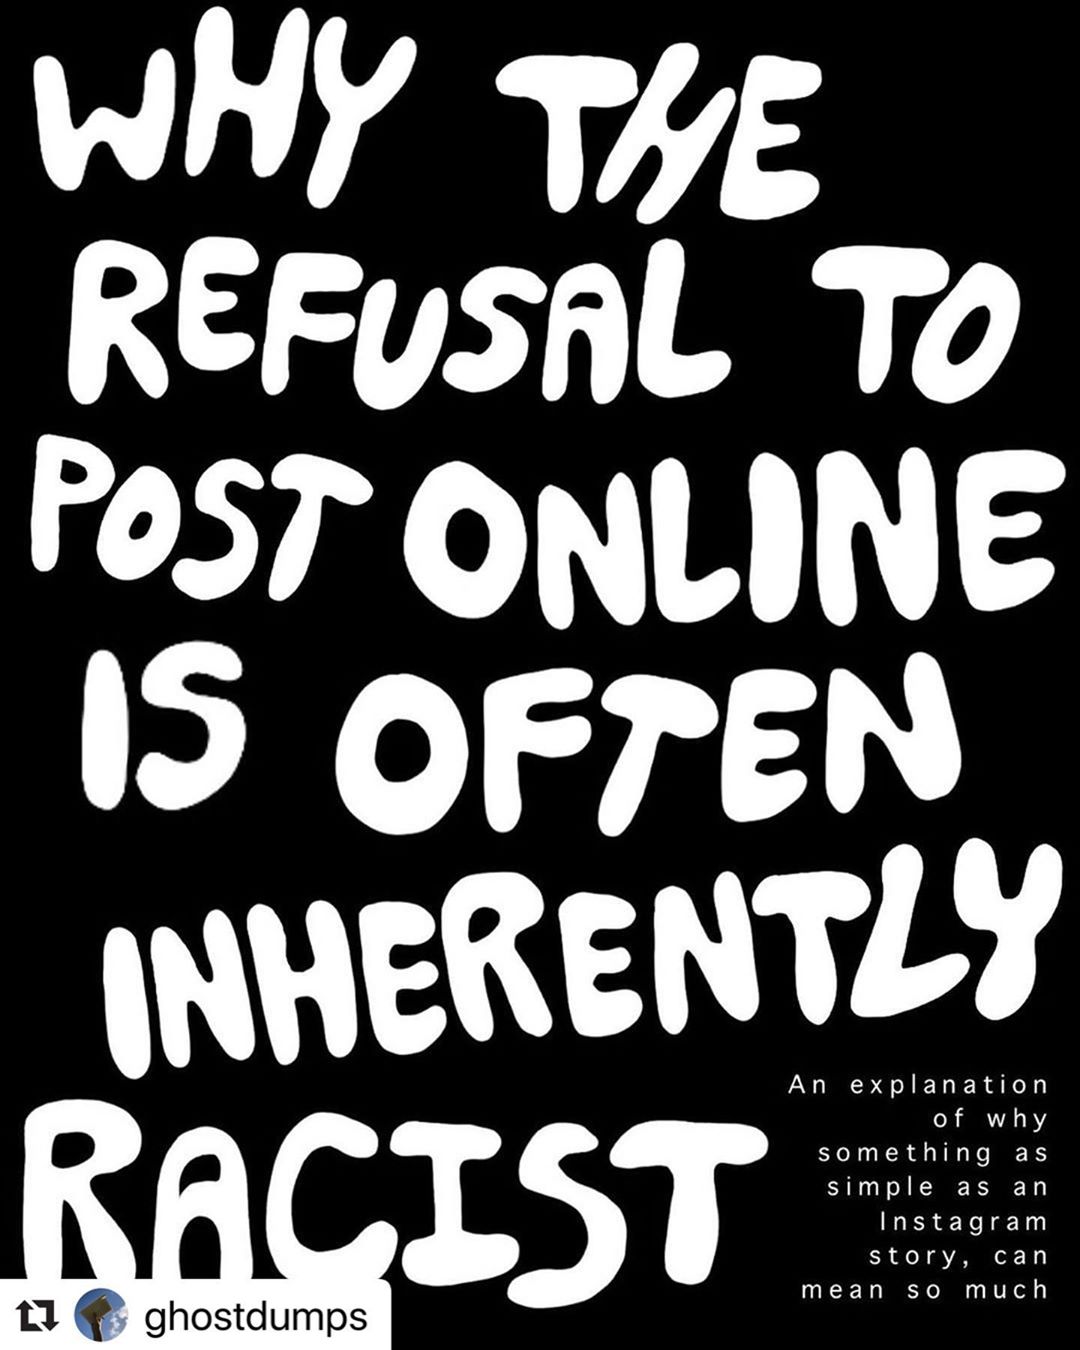 WHY THE
REFUSAL TO
POST ONLINE
IS OFTEN
INHERENTLY
RACIST
An explanation
of why
something as
simple as an
Instagram
story, can
mean so much
ghostdumps